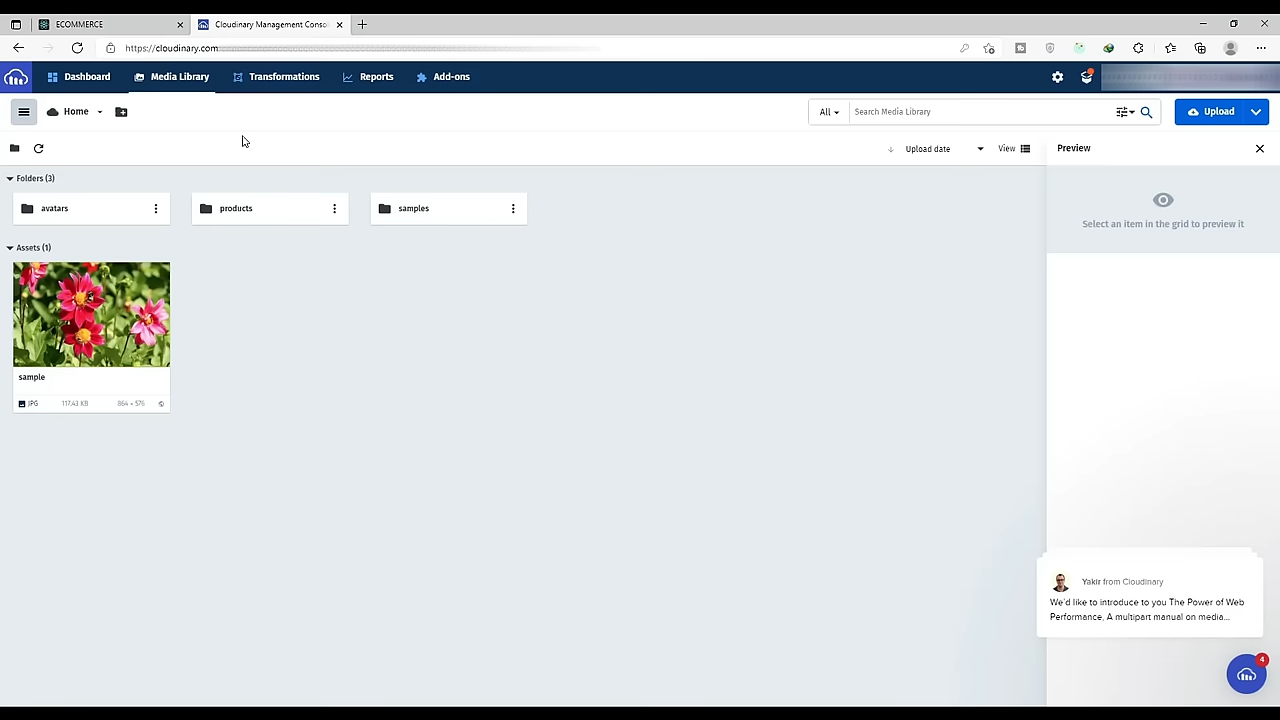 ECOMMERCE
Cloudinary Management Conso
https://cloudinary.com
Dashboard
Media Library
Transformations
Reports
Add-ons
Home
All
Search Media Library
Upload
Upload date
View
Preview
Folders (3)
avatars
products
samples
Select an item in the grid to preview it
Assets (1)
sample
JPG 117.43 KB 864 × 576
Yakir from Cloudinary
We'd like to introduce to you The Power of Web
Performance, A multipart manual on media...
4